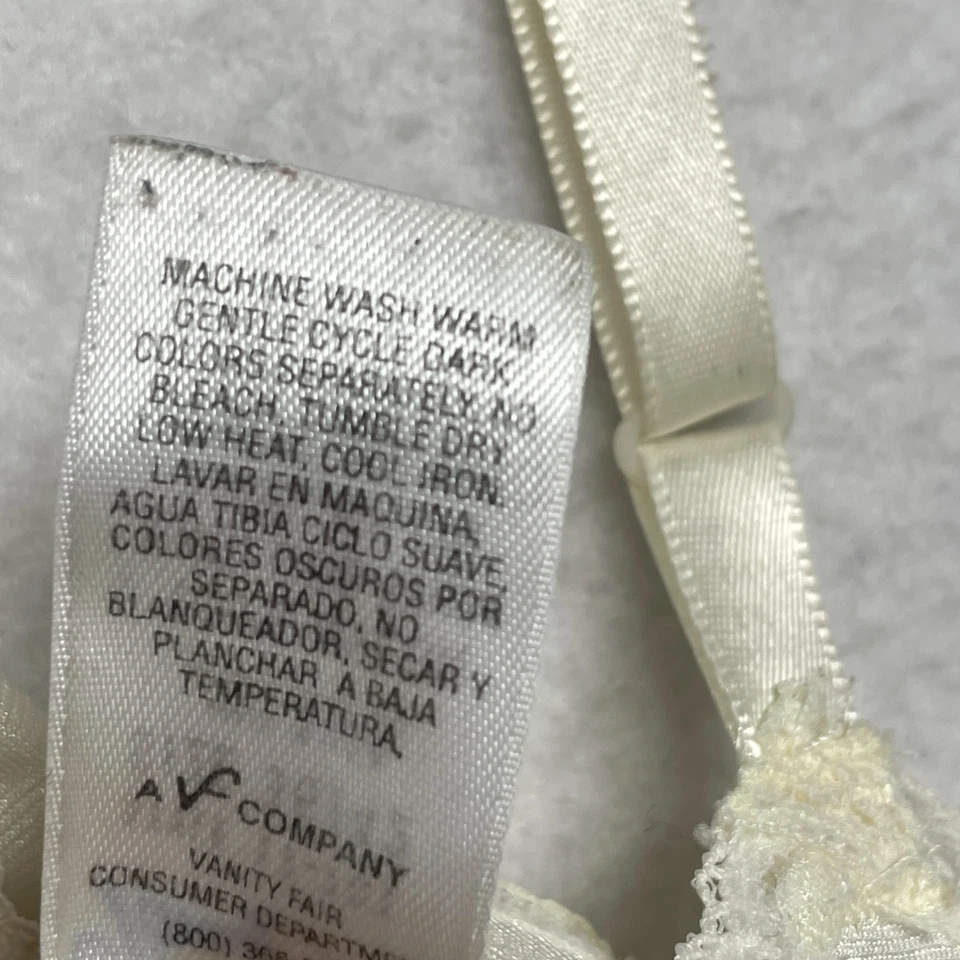 MACHINE WASH WARM
GENTLE CYCLE DARK
COLORS SEPARATELY, NO
BLEACH, TUMBLE DRY
LOW HEAT, COOL IRON.
LAVAR EN MAQUINA,
AGUA TIBIA CICLO SUAVE,
COLORES OSCUROS POR
SEPARADO, NO
BLANQUEADOR, SECAR Y
PLANCHAR A BAJA
TEMPERATURA,
A VF COMPANY
VANITY FAIR
CONSUMER
(800)